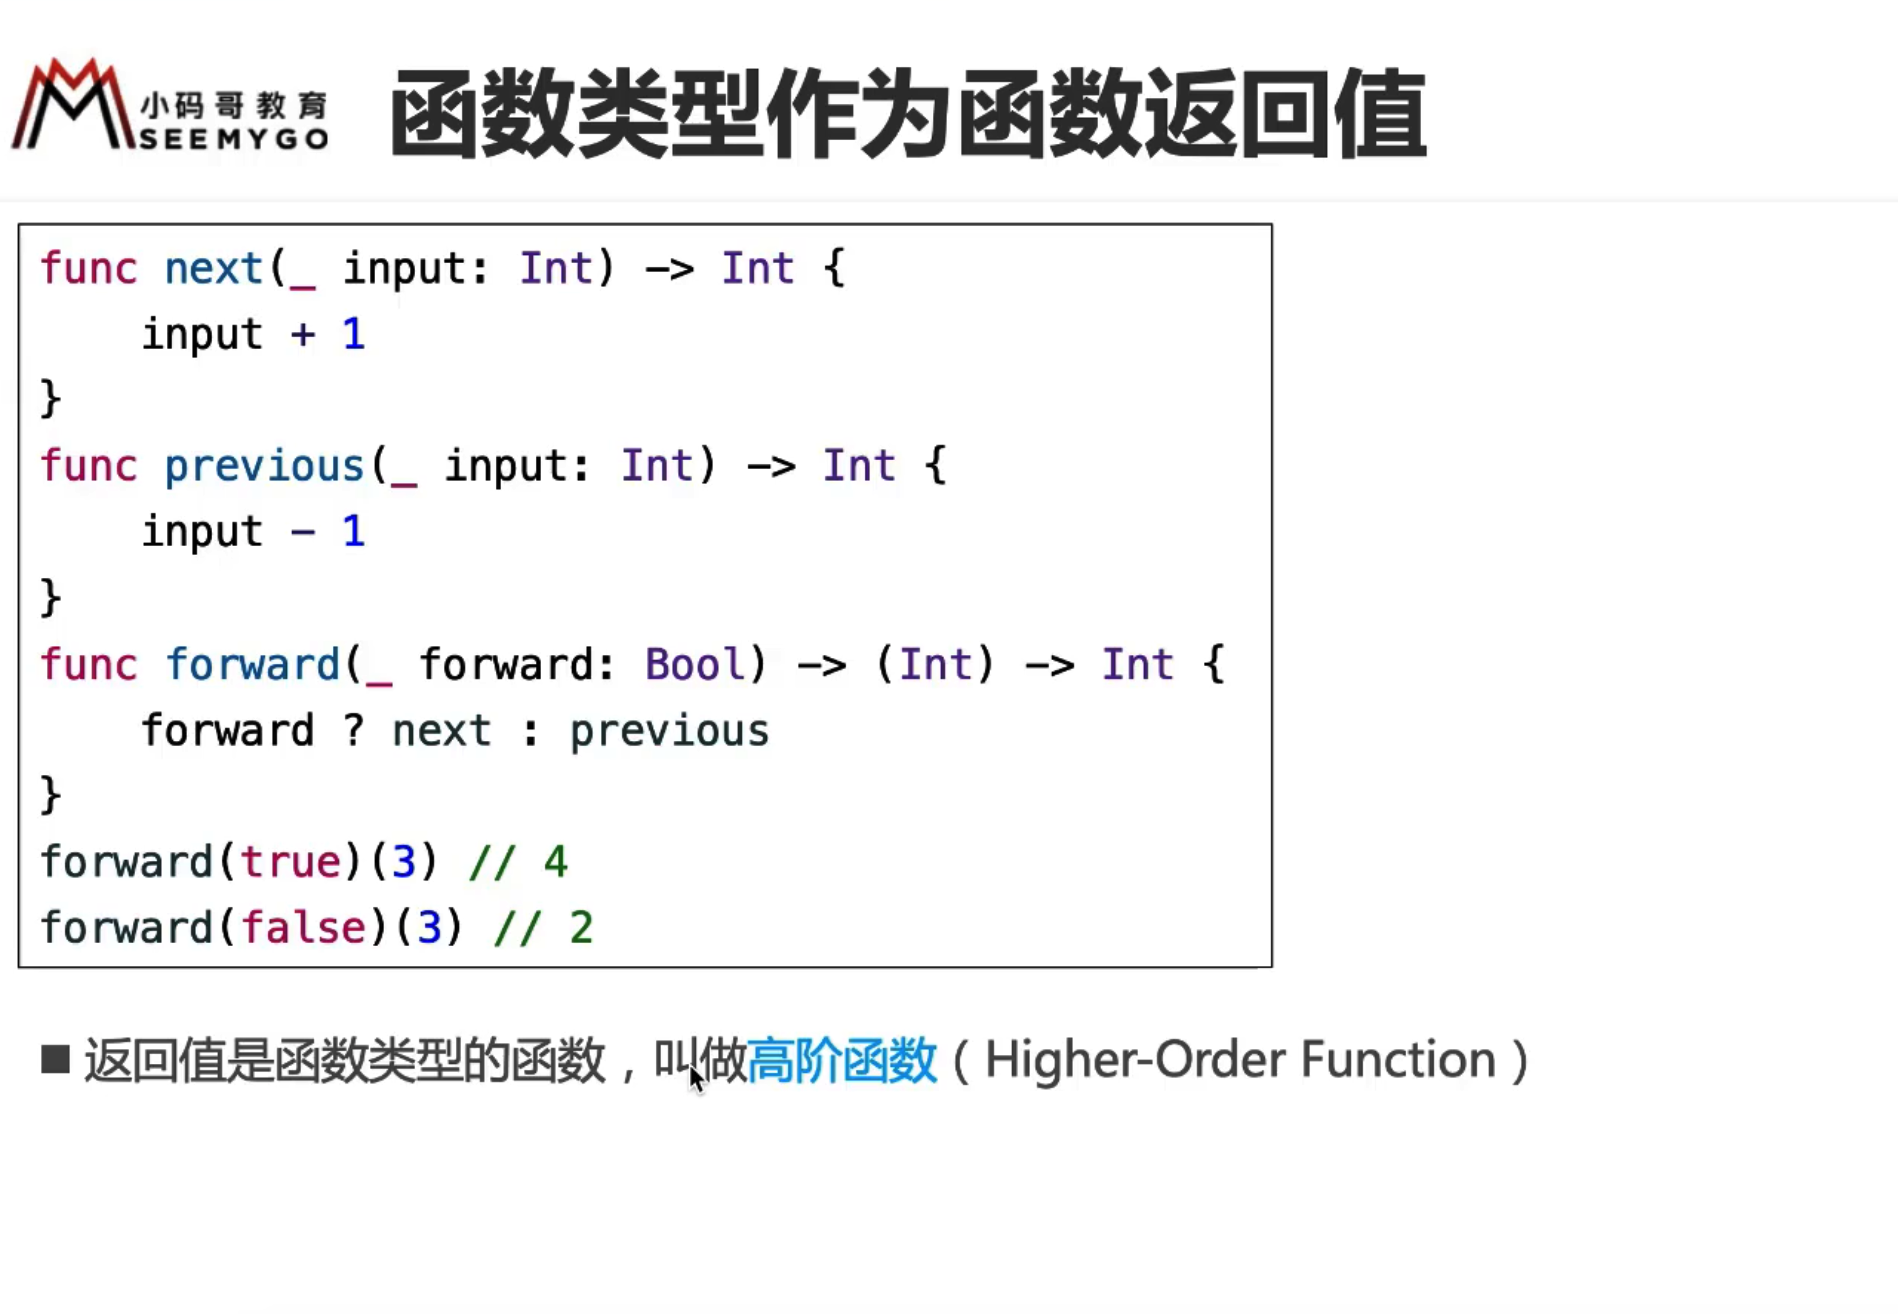 小码哥教育
SEEMYGO
函数类型作为函数返回值
func next(_ input: Int) -> Int {
    input + 1
}
func previous(_ input: Int) -> Int {
    input - 1
}
func forward(_ forward: Bool) -> (Int) -> Int {
    forward ? next : previous
}
forward(true)(3) // 4
forward(false)(3) // 2
■ 返回值是函数类型的函数，叫做高阶函数（Higher-Order Function）